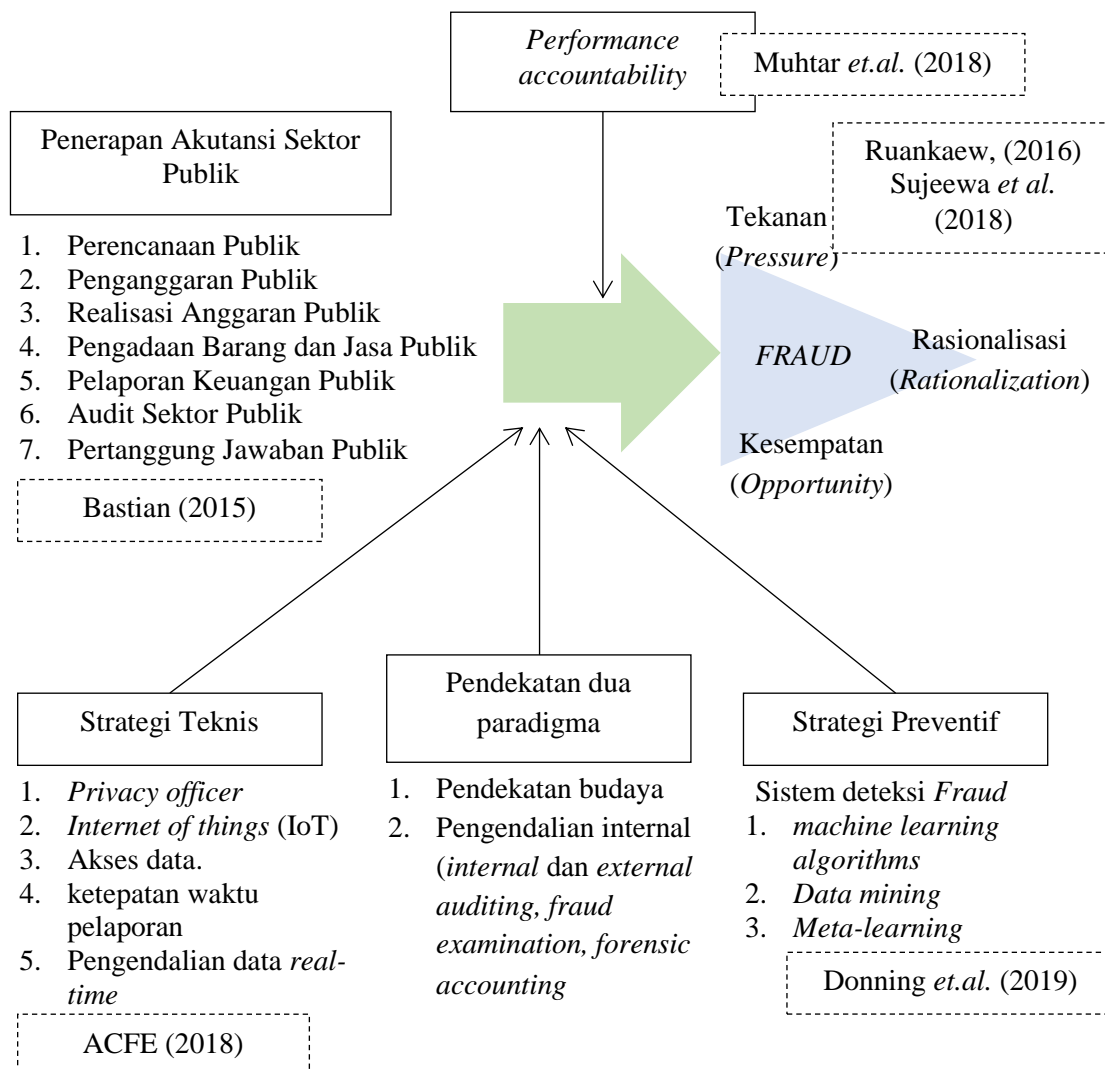 Performance
accountability
Muhtar et.al. (2018)
Penerapan Akutansi Sektor
Publik
1. Perencanaan Publik
2. Penganggaran Publik
3. Realisasi Anggaran Publik
4. Pengadaan Barang dan Jasa Publik
5. Pelaporan Keuangan Publik
6. Audit Sektor Publik
7. Pertanggung Jawaban Publik
Bastian (2015)
Ruankaew, (2016)
Sujeewa et al.
(2018)
Tekanan
(Pressure)
FRAUD
Rasionalisasi
(Rationalization)
Kesempatan
(Opportunity)
Strategi Teknis
1. Privacy officer
2. Internet of things (IoT)
3. Akses data.
4. ketepatan waktu
pelaporan
5. Pengendalian data real-
time
ACFE (2018)
Pendekatan dua
paradigma
1. Pendekatan budaya
2. Pengendalian internal
(internal dan external
auditing, fraud
examination, forensic
accounting
Strategi Preventif
Sistem deteksi Fraud
1. machine learning
algorithms
2. Data mining
3. Meta-learning
Donning et.al. (2019)